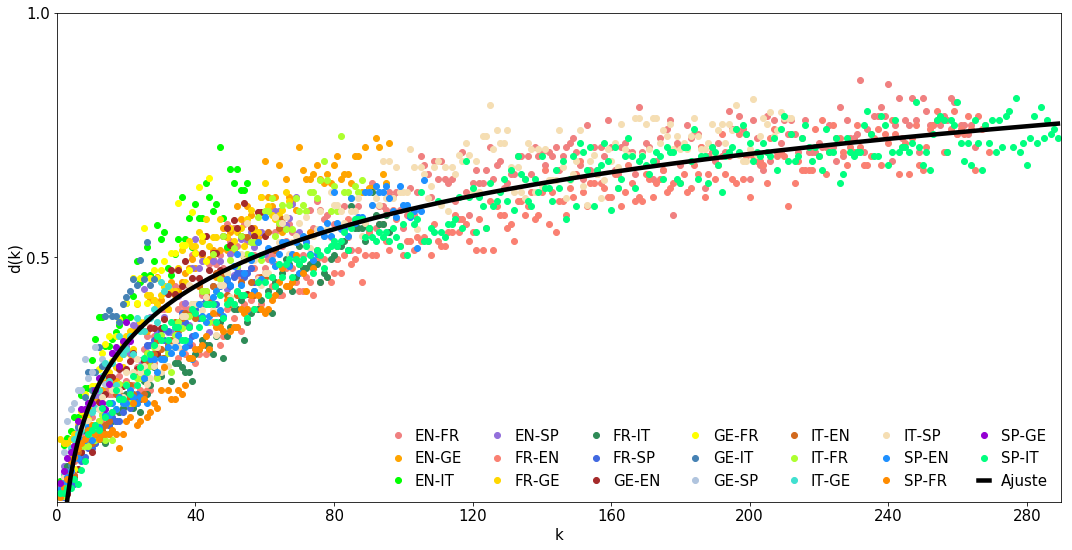 1.0
d(k)
0.5
EN-FR EN-SP FR-IT GE-FR IT-EN IT-SP SP-GE
EN-GE FR-EN FR-SP GE-IT IT-FR SP-EN SP-IT
EN-IT FR-GE GE-EN GE-SP IT-GE SP-FR Ajuste
0 40 80 120 160 200 240 280
k